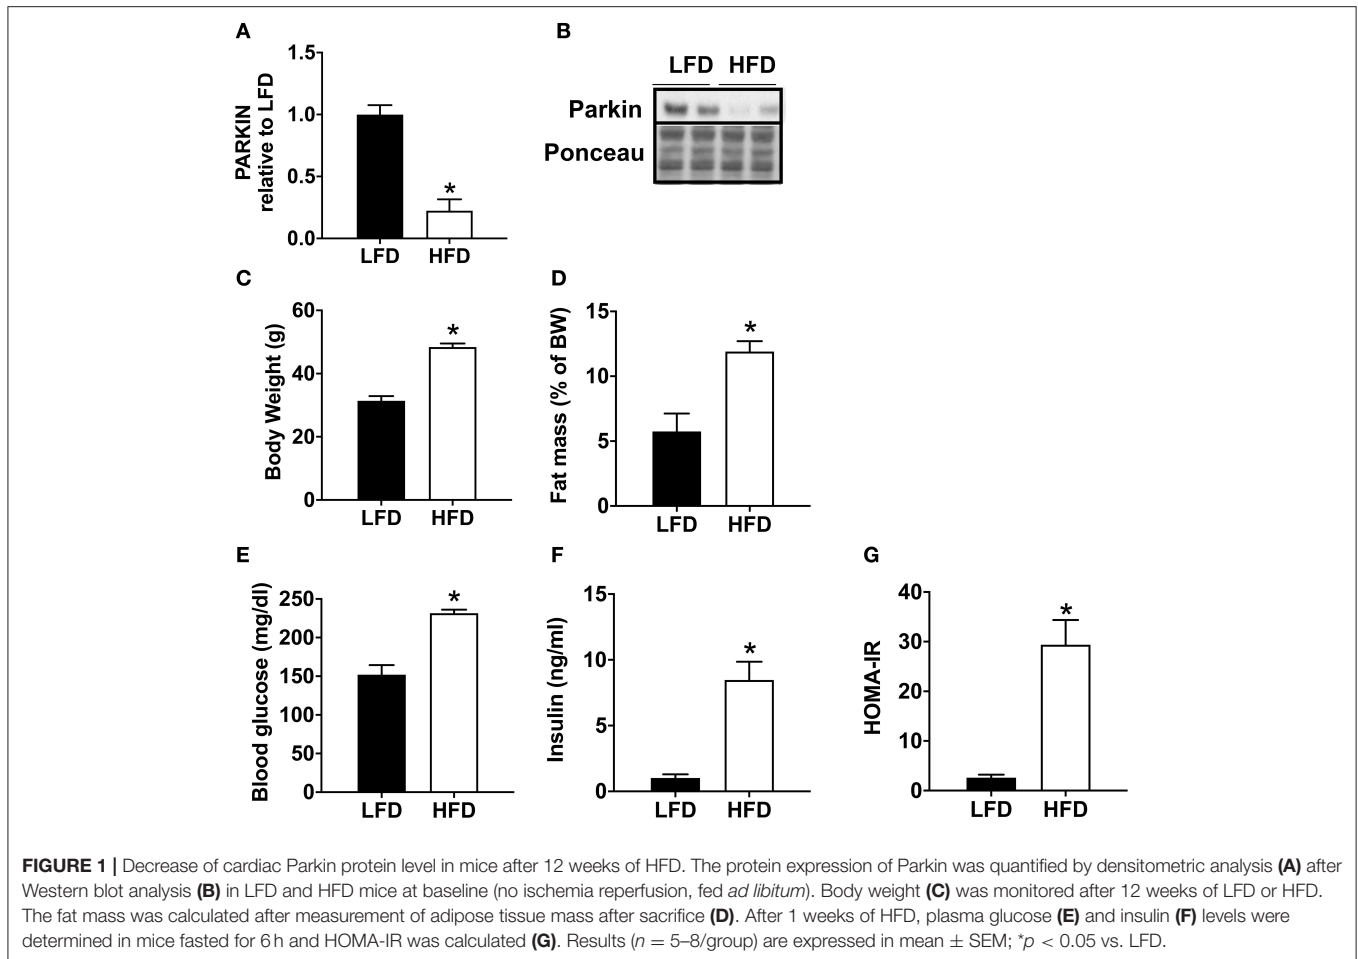 A
1.5
1.0
0.5
0.0
PARKIN
relative to LFD
*
LFD HFD
B
LFD HFD
Parkin
Ponceau
C
60
40
20
0
Body Weight (g)
*
LFD HFD
D
15
10
5
0
Fat mass (% of BW)
*
LFD HFD
E
250
200
150
100
50
0
Blood glucose (mg/dl)
*
LFD HFD
F
15
10
5
0
Insulin (ng/ml)
*
LFD HFD
G
40
30
20
10
0
HOMA-IR
*
LFD HFD
FIGURE 1 | Decrease of cardiac Parkin protein level in mice after 12 weeks of HFD. The protein expression of Parkin was quantified by densitometric analysis (A) after
Western blot analysis (B) in LFD and HFD mice at baseline (no ischemia reperfusion, fed ad libitum). Body weight (C) was monitored after 12 weeks of LFD or HFD.
The fat mass was calculated after measurement of adipose tissue mass after sacrifice (D). After 1 weeks of HFD, plasma glucose (E) and insulin (F) levels were
determined in mice fasted for 6 h and HOMA-IR was calculated (G). Results (n = 5–8/group) are expressed in mean ± SEM; *p < 0.05 vs. LFD.